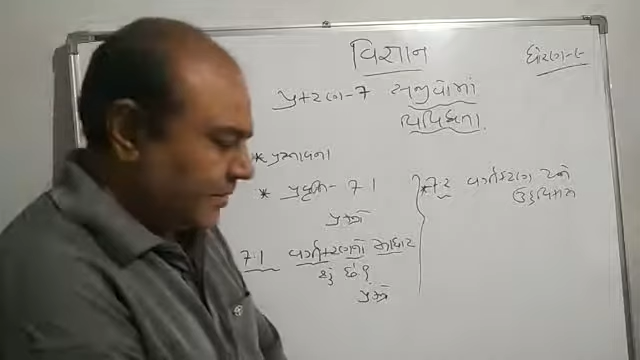 વિજ્ઞાન
ધોરણ-૯
પ્રકરણ-7 સજીવોમાં
વિવિધતા.
* પ્રસ્તાવના
* પ્રવૃત્તિ - 7.1
પ્રશ્નો
7.1 વર્ગીકરણનો આધાર
શું છે?
પ્રશ્નો
* 7.2 વર્ગીકરણ અને
ઉદ્વિકાસ